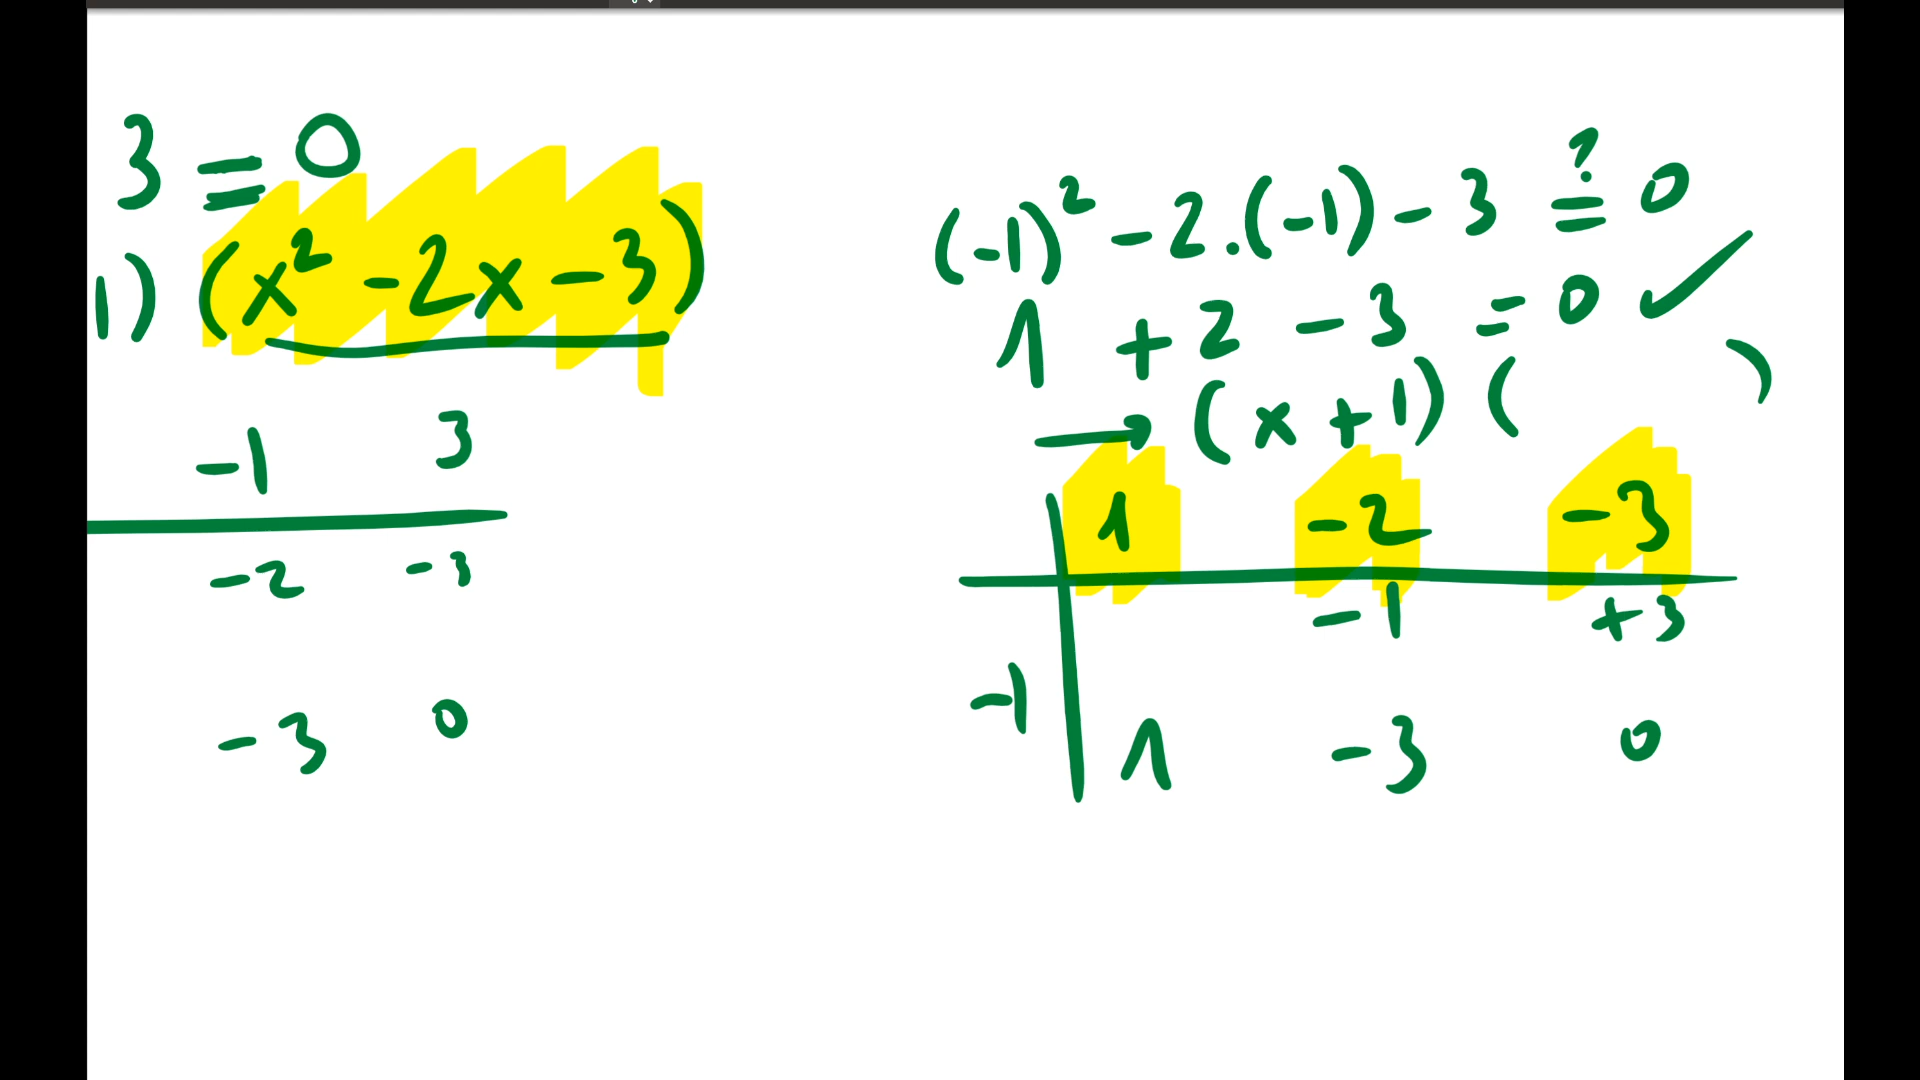 3 = 0
1) (x² - 2x - 3)
-1 3
-2 -3
-3 0
(-1)² - 2.(-1) - 3 ≟ 0
1 + 2 - 3 = 0 ✓
→ (x + 1) ( )
1 -2 -3
-1 +3
-1 1 -3 0